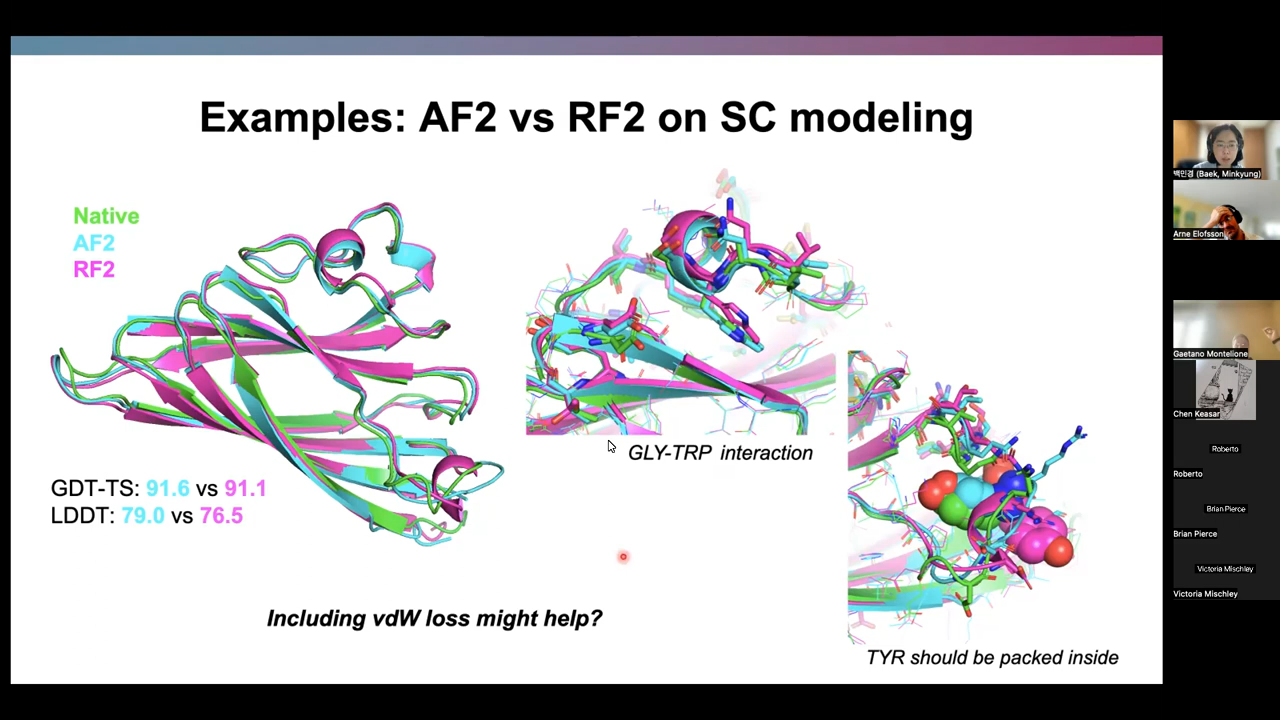 Examples: AF2 vs RF2 on SC modeling
Native
AF2
RF2
GDT-TS: 91.6 vs 91.1
LDDT: 79.0 vs 76.5
GLY-TRP interaction
Including vdW loss might help?
TYR should be packed inside
백민경 (Baek, Minkyung)
Arne Elofsson
Gaetano Montelione
Chen Keasar
Roberto
Roberto
Brian Pierce
Brian Pierce
Victoria Mischley
Victoria Mischley